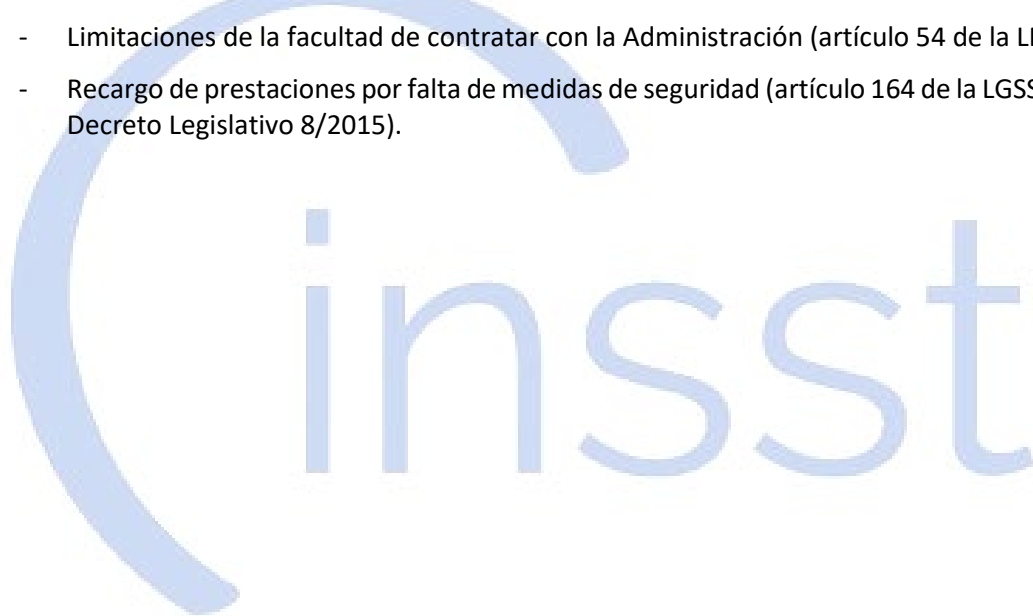 - Limitaciones de la facultad de contratar con la Administración (artículo 54 de la
- Recargo de prestaciones por falta de medidas de seguridad (artículo 164 de la
Decreto Legislativo 8/2015).
insst